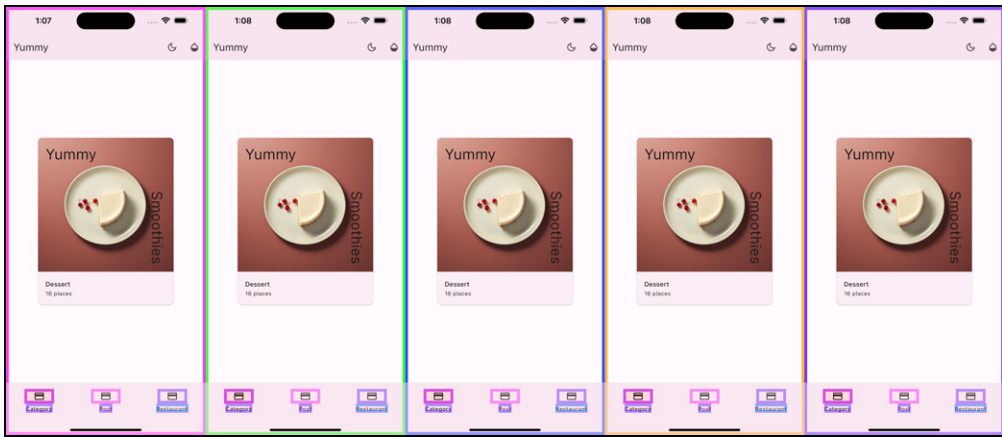 1:07
1:08
1:08
1:08
1:08
Yummy
Yummy
Yummy
Yummy
Yummy
Yummy
Smoothies
Dessert
16 places
Yummy
Smoothies
Dessert
16 places
Yummy
Smoothies
Dessert
16 places
Yummy
Smoothies
Dessert
16 places
Yummy
Smoothies
Dessert
16 places
Category
Post
Restaurant
Category
Post
Restaurant
Category
Post
Restaurant
Category
Post
Restaurant
Category
Post
Restaurant